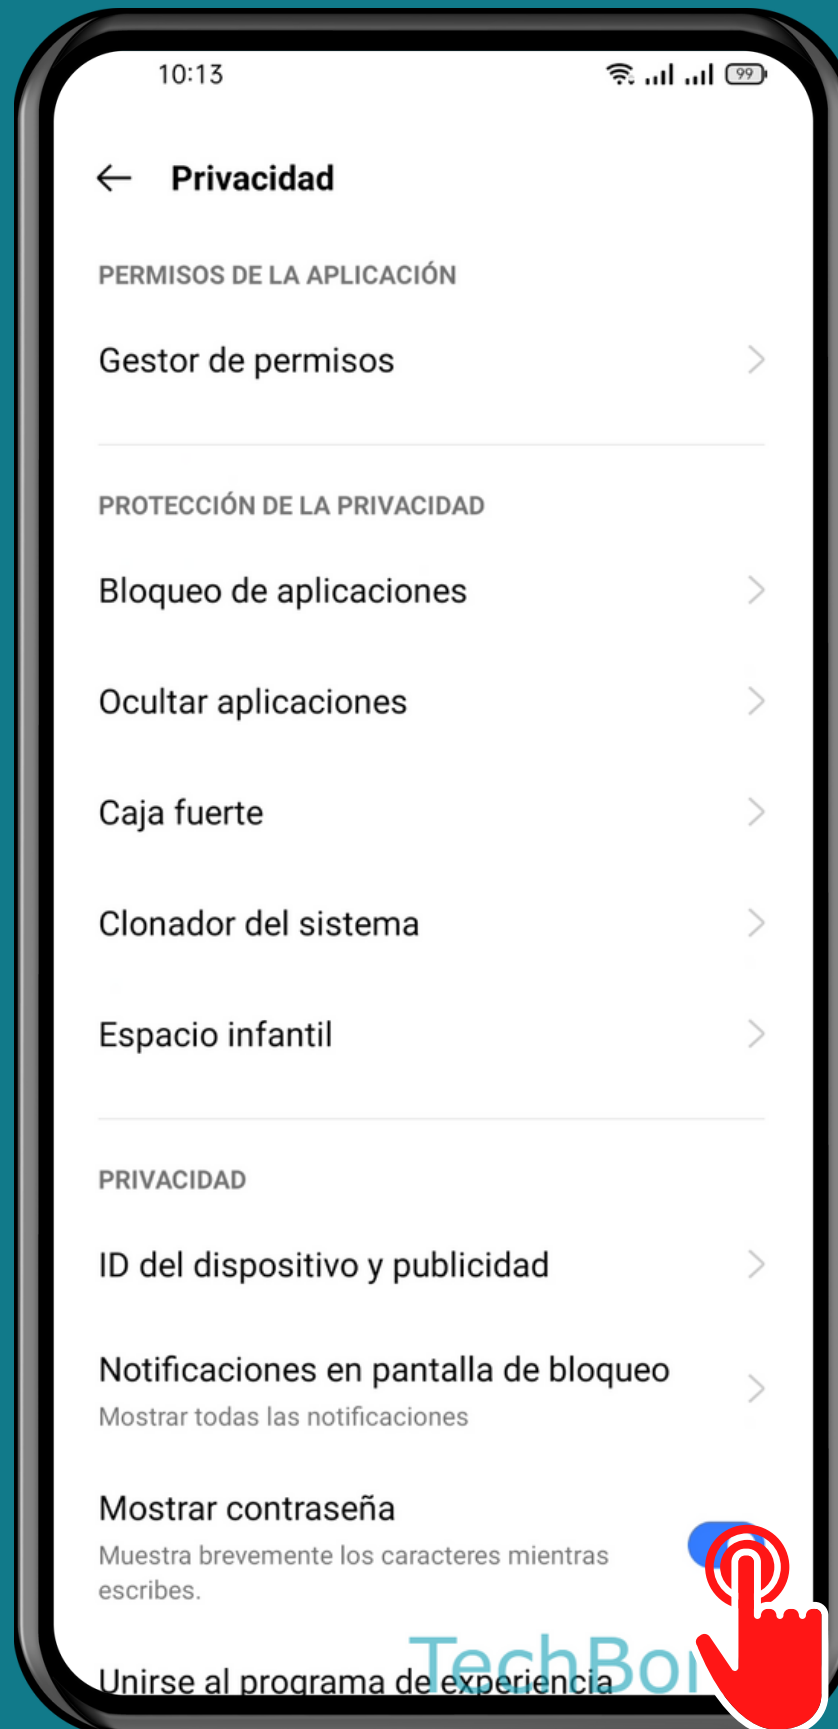 10:13
99
Privacidad
PERMISOS DE LA APLICACIÓN
Gestor de permisos
PROTECCIÓN DE LA PRIVACIDAD
Bloqueo de aplicaciones
Ocultar aplicaciones
Caja fuerte
Clonador del sistema
Espacio infantil
PRIVACIDAD
ID del dispositivo y publicidad
Notificaciones en pantalla de bloqueo
Mostrar todas las notificaciones
Mostrar contraseña
Muestra brevemente los caracteres mientras
escribes.
Unirse al programa de experiencia